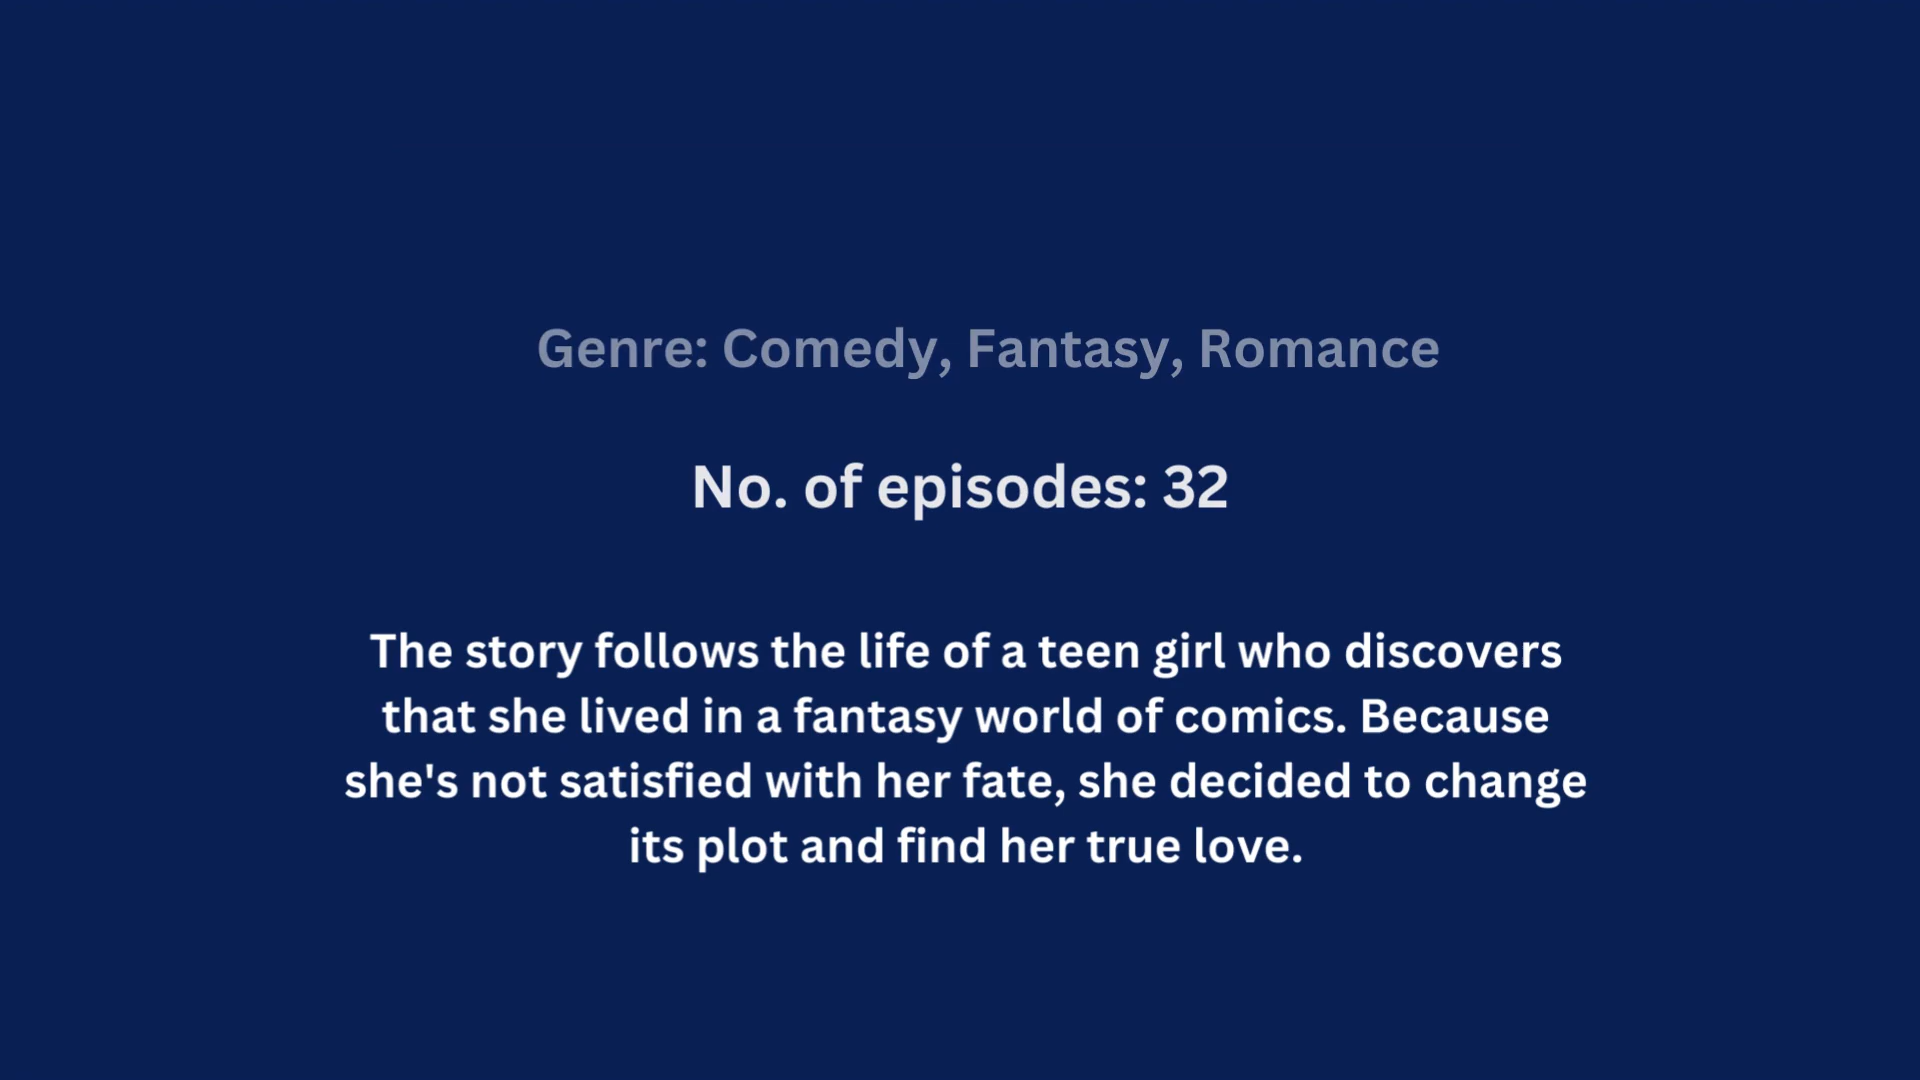 Genre: Comedy, Fantasy, Romance
No. of episodes: 32
The story follows the life of a teen girl who discovers
that she lived in a fantasy world of comics. Because
she's not satisfied with her fate, she decided to change
its plot and find her true love.